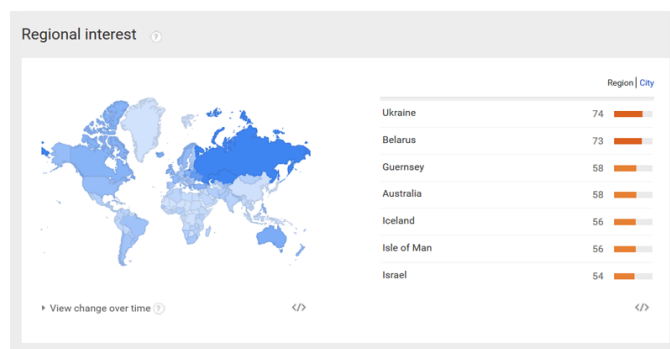 Regional interest ?
Region | City
Ukraine 74
Belarus 73
Guernsey 58
Australia 58
Iceland 56
Isle of Man 56
Israel 54
View change over time ? </> </>